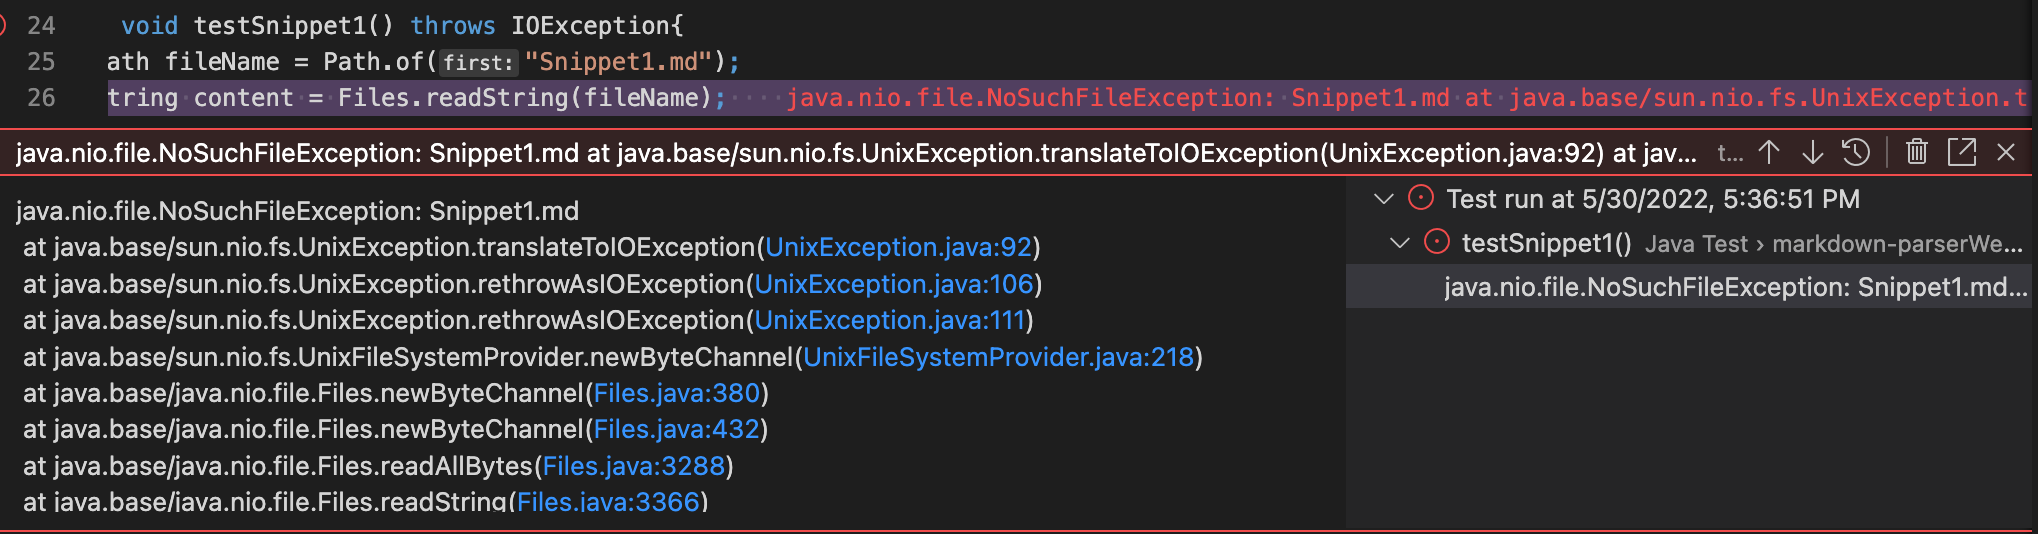 24 void testSnippet1() throws IOException{
25 ath fileName = Path.of(first: "Snippet1.md");
26 tring content = Files.readString(fileName); java.nio.file.NoSuchFileException: Snippet1.md at java.base/sun.nio.fs.UnixException.t
java.nio.file.NoSuchFileException: Snippet1.md at java.base/sun.nio.fs.UnixException.translateToIOException(UnixException.java:92) at jav... t...
java.nio.file.NoSuchFileException: Snippet1.md
at java.base/sun.nio.fs.UnixException.translateToIOException(UnixException.java:92)
at java.base/sun.nio.fs.UnixException.rethrowAsIOException(UnixException.java:106)
at java.base/sun.nio.fs.UnixException.rethrowAsIOException(UnixException.java:111)
at java.base/sun.nio.fs.UnixFileSystemProvider.newByteChannel(UnixFileSystemProvider.java:218)
at java.base/java.nio.file.Files.newByteChannel(Files.java:380)
at java.base/java.nio.file.Files.newByteChannel(Files.java:432)
at java.base/java.nio.file.Files.readAllBytes(Files.java:3288)
at java.base/java.nio.file.Files.readString(Files.java:3366)
Test run at 5/30/2022, 5:36:51 PM
testSnippet1() Java Test › markdown-parserWe...
java.nio.file.NoSuchFileException: Snippet1.md...